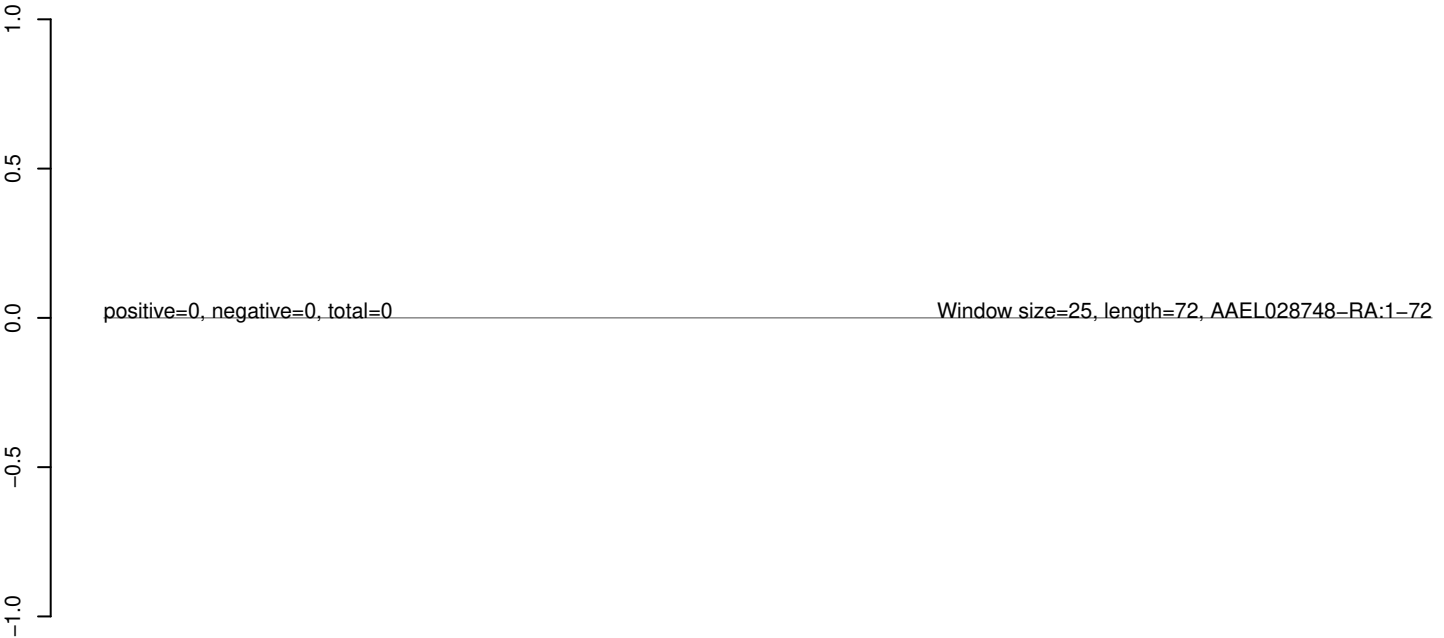 1.0
0.5
0.0
−0.5
−1.0
positive=0, negative=0, total=0
Window size=25, length=72, AAEL028748−RA:1−72